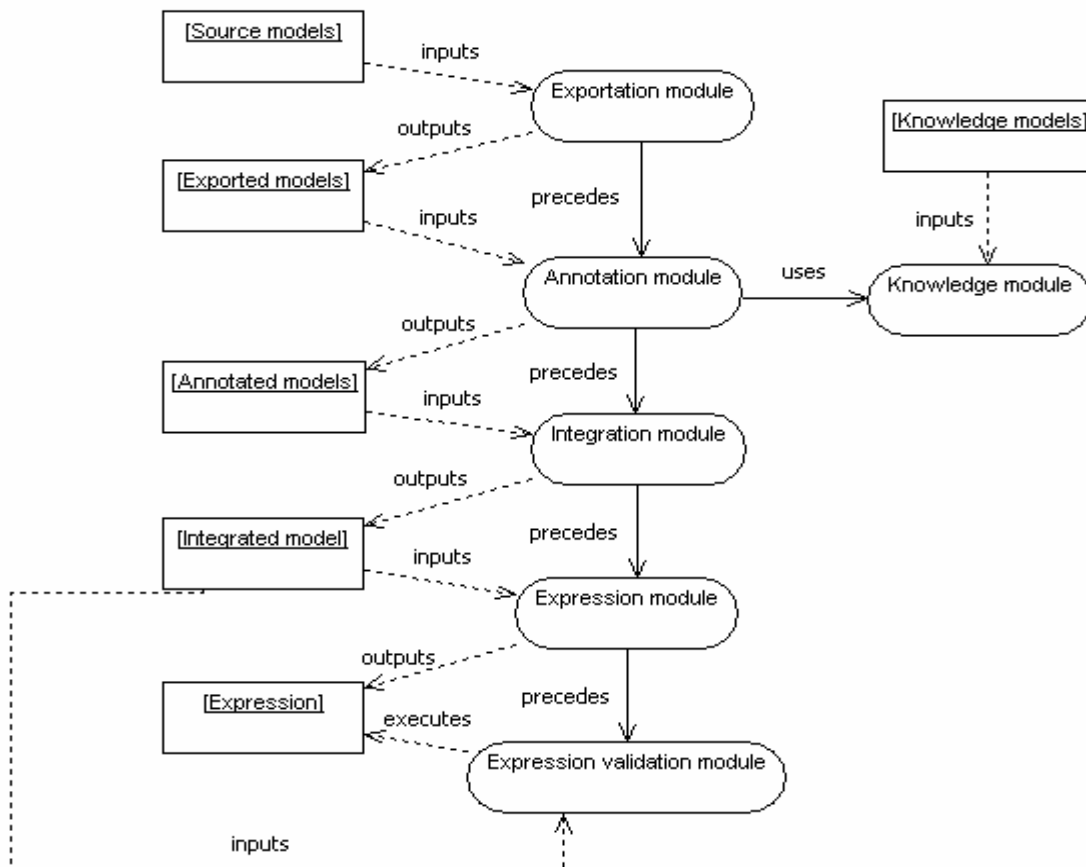 [Source models]
inputs
Exportation module
outputs
[Knowledge models]
[Exported models]
precedes
inputs
inputs
Annotation module
uses
Knowledge module
outputs
precedes
[Annotated models]
inputs
Integration module
outputs
[Integrated model]
precedes
inputs
Expression module
outputs
[Expression]
precedes
executes
Expression validation module
inputs